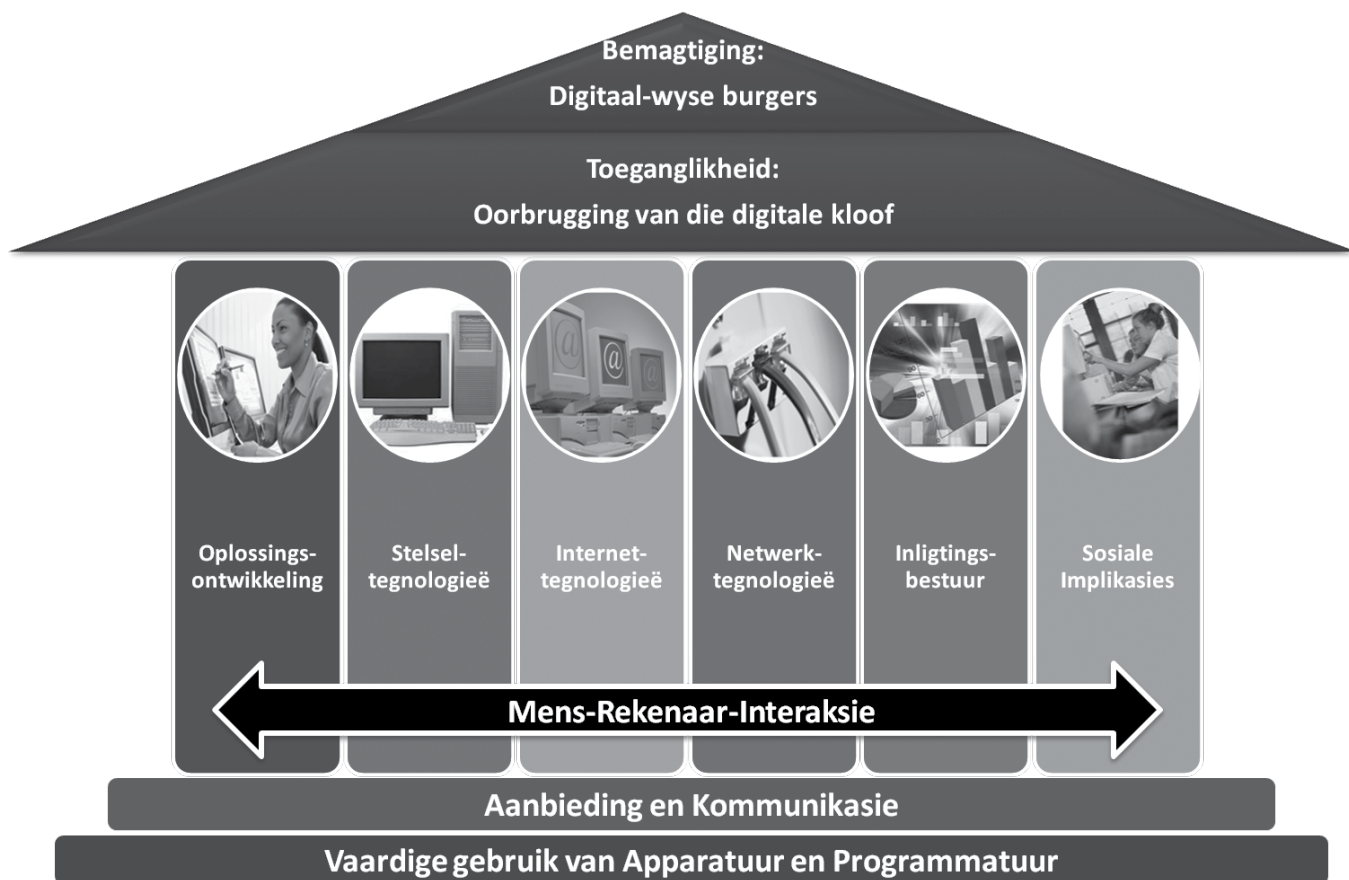 Bemagtiging:
Digitaal-wyse burgers
Toeganglikheid:
Oorbrugging van die digitale kloof
Oplossings-
ontwikkeling
Stelsel-
tegnologieë
Internet-
tegnologieë
Netwerk-
tegnologieë
Inligtings-
bestuur
Sosiale
Implikasies
Mens-Rekenaar-Interaksie
Aanbieding en Kommunikasie
Vaardige gebruik van Apparatuur en Programmatuur